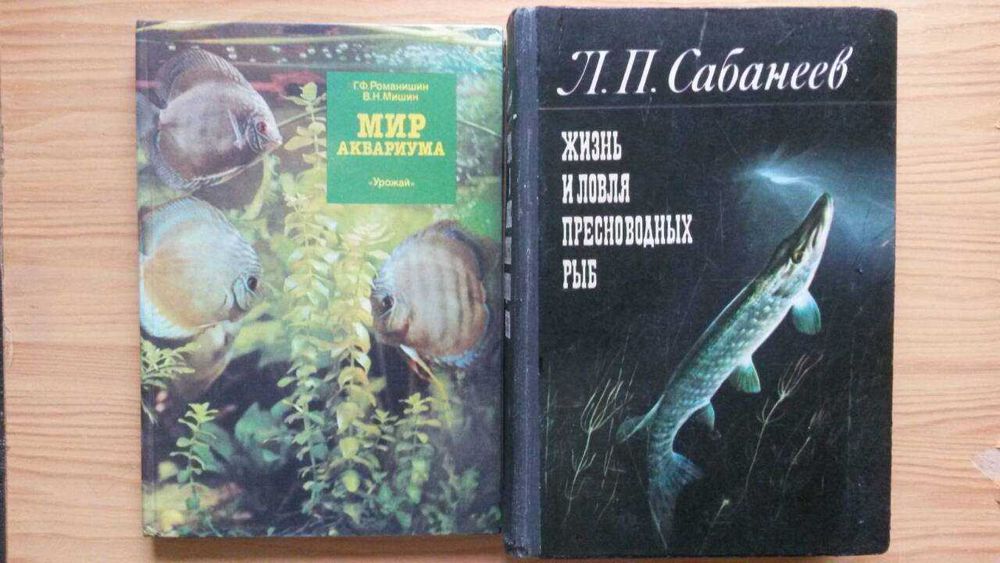 Г.Ф. Романишин
В.Н. Мишин
МИР
АКВАРИУМА
«Урожай»
Л. П. Сабанеев
ЖИЗНЬ
И ЛОВЛЯ
ПРЕСНОВОДНЫХ
РЫБ